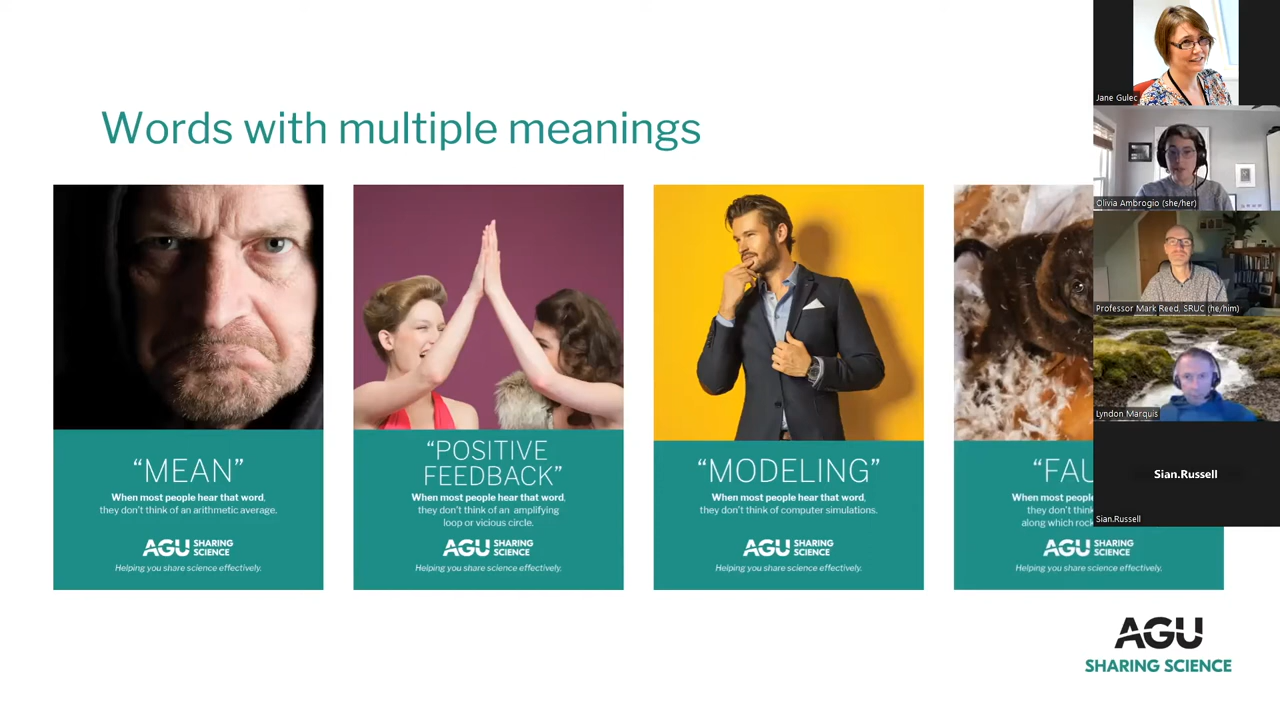 Words with multiple meanings
“MEAN”
When most people hear that word,
they don’t think of an arithmetic average.
AGU SHARING
SCIENCE
Helping you share science effectively.
“POSITIVE
FEEDBACK”
When most people hear that word,
they don’t think of an amplifying
loop or vicious circle.
AGU SHARING
SCIENCE
Helping you share science effectively.
“MODELING”
When most people hear that word,
they don’t think of computer simulations.
AGU SHARING
SCIENCE
Helping you share science effectively.
“FAU
When most people
they don’t think
along which rock
AGU SHARING
SCIENCE
Helping you share science effectively.
AGU
SHARING SCIENCE
Jane Gulec
Olivia Ambrogio (she/her)
Professor Mark Reed, SRUC (he/him)
Lyndon Marquis
Sian.Russell
Sian.Russell